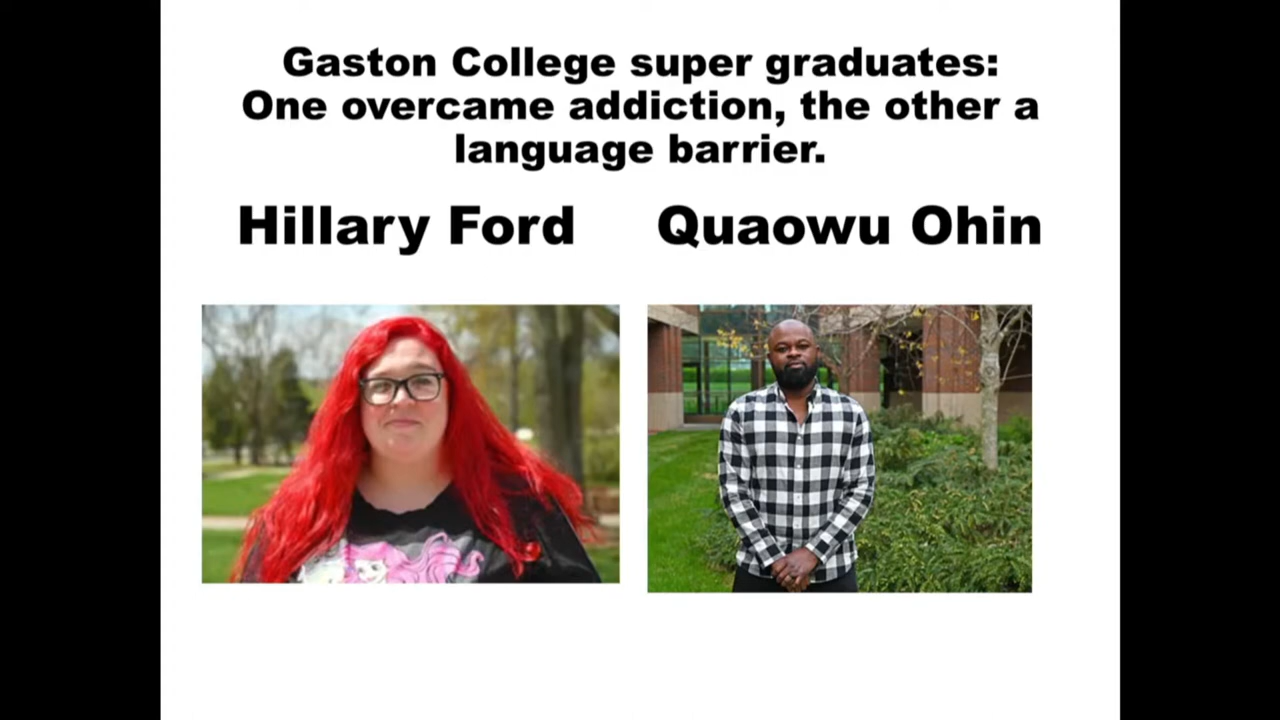 Gaston College super graduates:
One overcame addiction, the other a
language barrier.
Hillary Ford
Quaowu Ohin